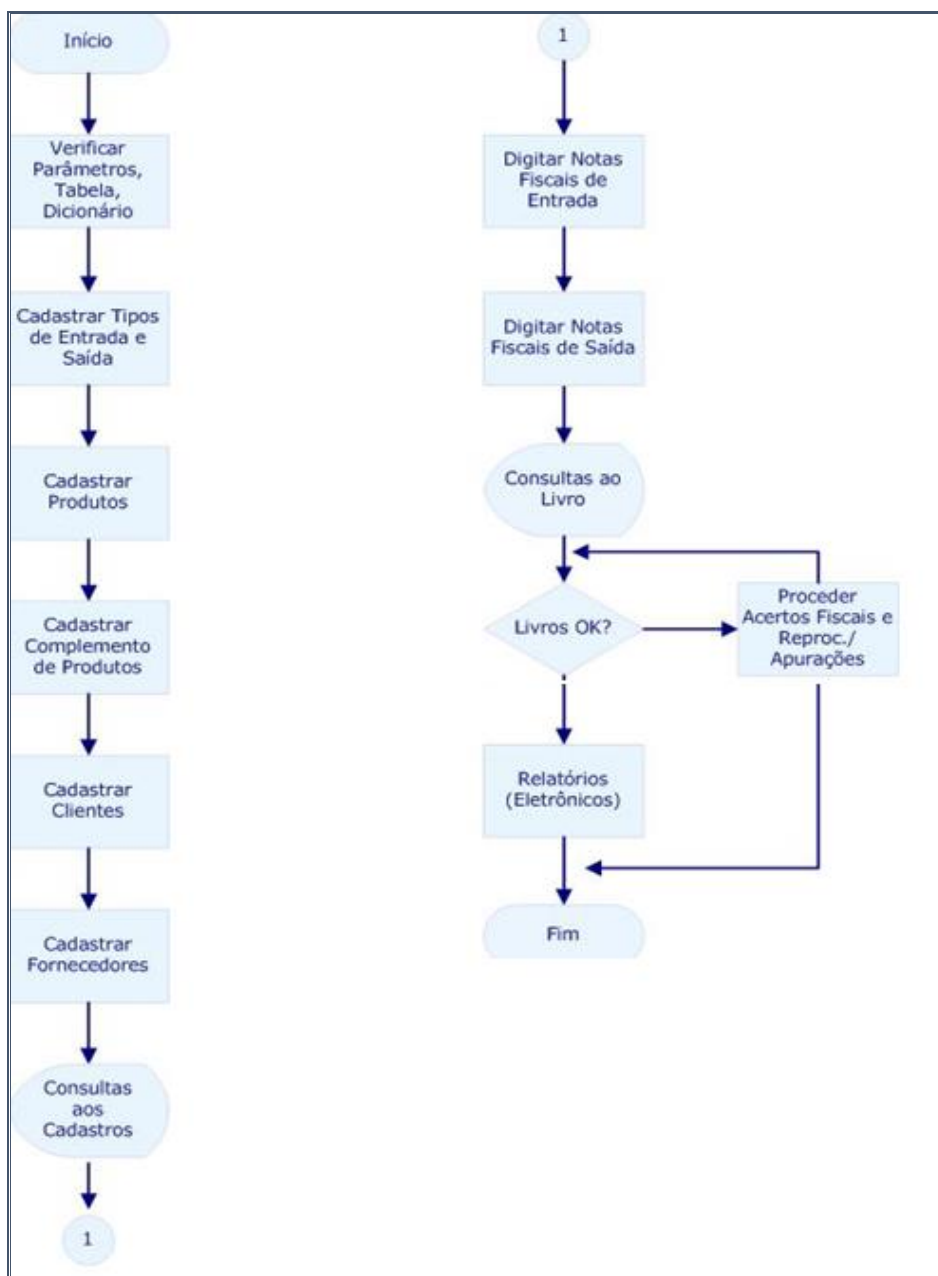 Início
Verificar
Parâmetros,
Tabela,
Dicionário
Cadastrar Tipos
de Entrada e
Saída
Cadastrar
Produtos
Cadastrar
Complemento
de Produtos
Cadastrar
Clientes
Cadastrar
Fornecedores
Consultas
aos
Cadastros
1
1
Digitar Notas
Fiscais de
Entrada
Digitar Notas
Fiscais de Saída
Consultas ao
Livro
Livros OK?
Proceder
Acertos Fiscais e
Reproc./
Apurações
Relatórios
(Eletrônicos)
Fim